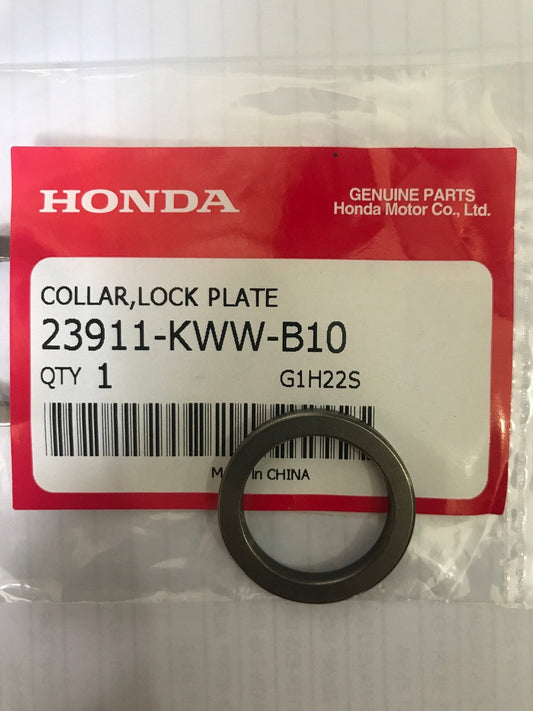 HONDA
GENUINE PARTS
Honda Motor Co., Ltd.
COLLAR,LOCK PLATE
23911-KWW-B10
QTY 1 G1H22S
in CHINA